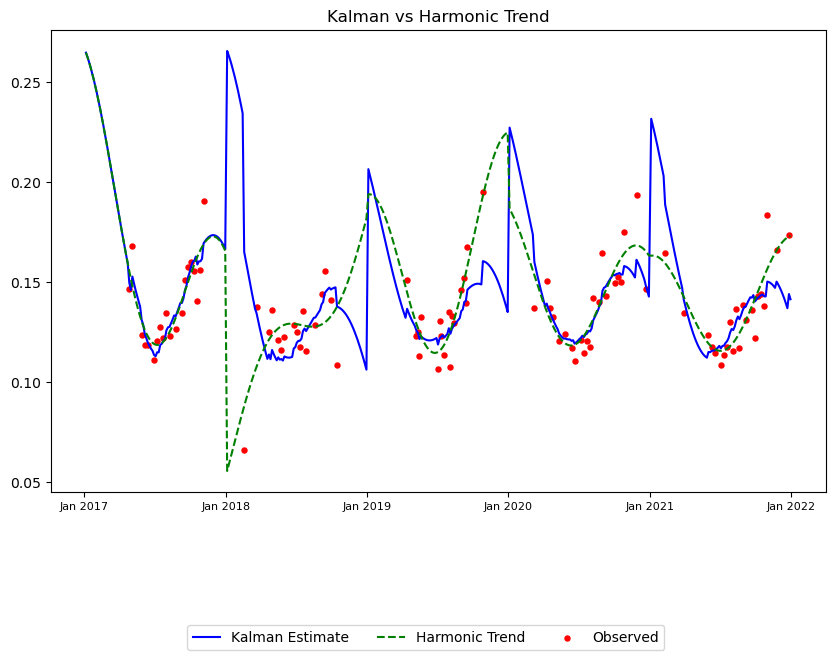 Kalman vs Harmonic Trend
0.25
0.20
0.15
0.10
0.05
Jan 2017 Jan 2018 Jan 2019 Jan 2020 Jan 2021 Jan 2022
Kalman Estimate Harmonic Trend Observed